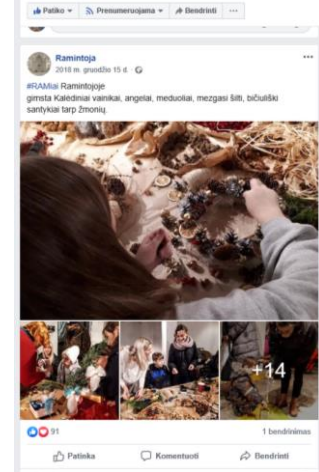 Patiko Prenumeruojama Bendrinti ...
Ramintoja
2018 m. gruodžio 15 d.
#RAMiai Ramintojoje
gimsta Kalėdiniai vainikai, angelai, meduoliai, mezgasi šilti, bičiuliški
santykiai tarp žmonių.
+14
91 1 bendrinimas
Patinka Komentuoti Bendrinti